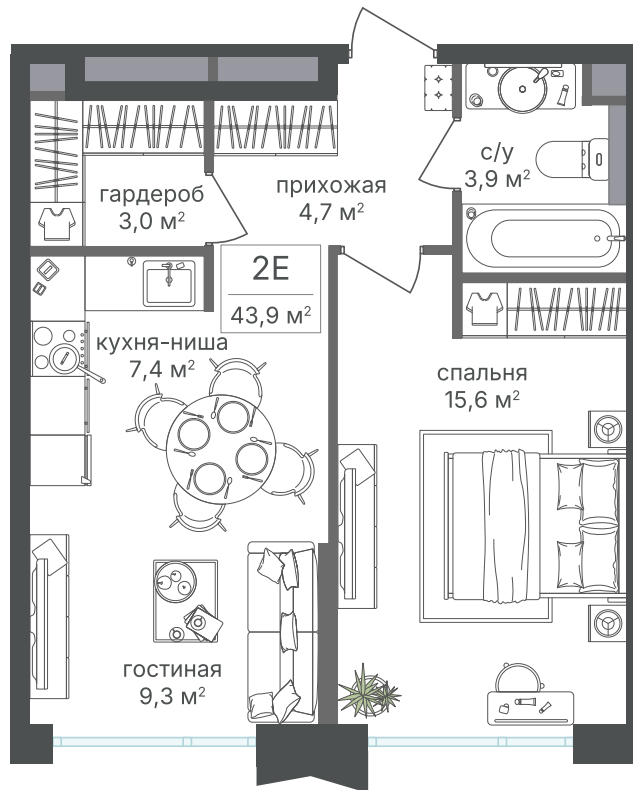 с/у
3,9 м²
гардероб
3,0 м²
прихожая
4,7 м²
2Е
43,9 м²
кухня-ниша
7,4 м²
спальня
15,6 м²
гостиная
9,3 м²